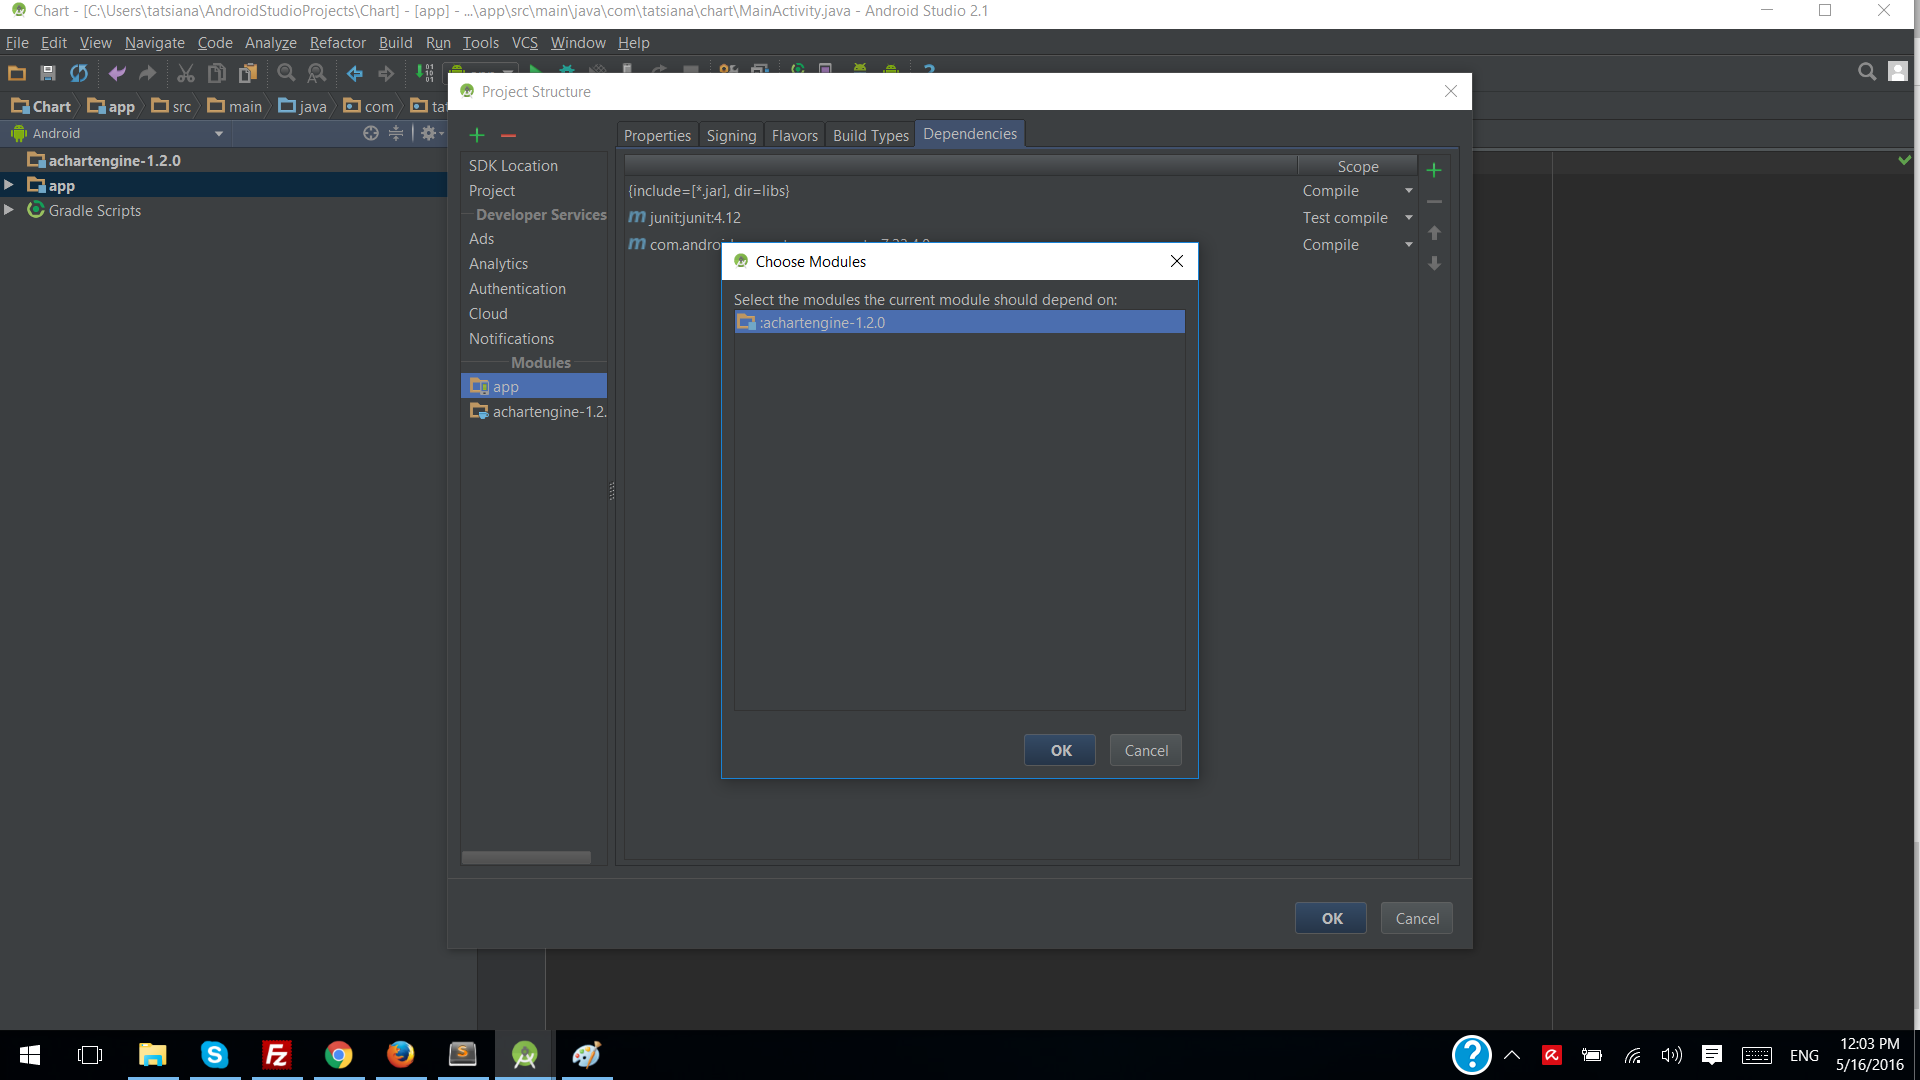 Chart - [C:\Users\tatsiana\AndroidStudioProjects\Chart] - [app] - ...\app\src\main\java\com\tatsiana\chart\MainActivity.java - Android Studio 2.1
File Edit View Navigate Code Analyze Refactor Build Run Tools VCS Window Help
Chart app src main java com
Android
achartengine-1.2.0
app
Gradle Scripts
Project Structure
SDK Location
Project
Developer Services
Ads
Analytics
Authentication
Cloud
Notifications
Modules
app
achartengine-1.2.
Properties Signing Flavors Build Types Dependencies
Scope
{include=[*.jar], dir=libs} Compile
junit:junit:4.12 Test compile
Compile
Choose Modules
Select the modules the current module should depend on:
:achartengine-1.2.0
OK Cancel
OK Cancel
ENG
12:03 PM
5/16/2016